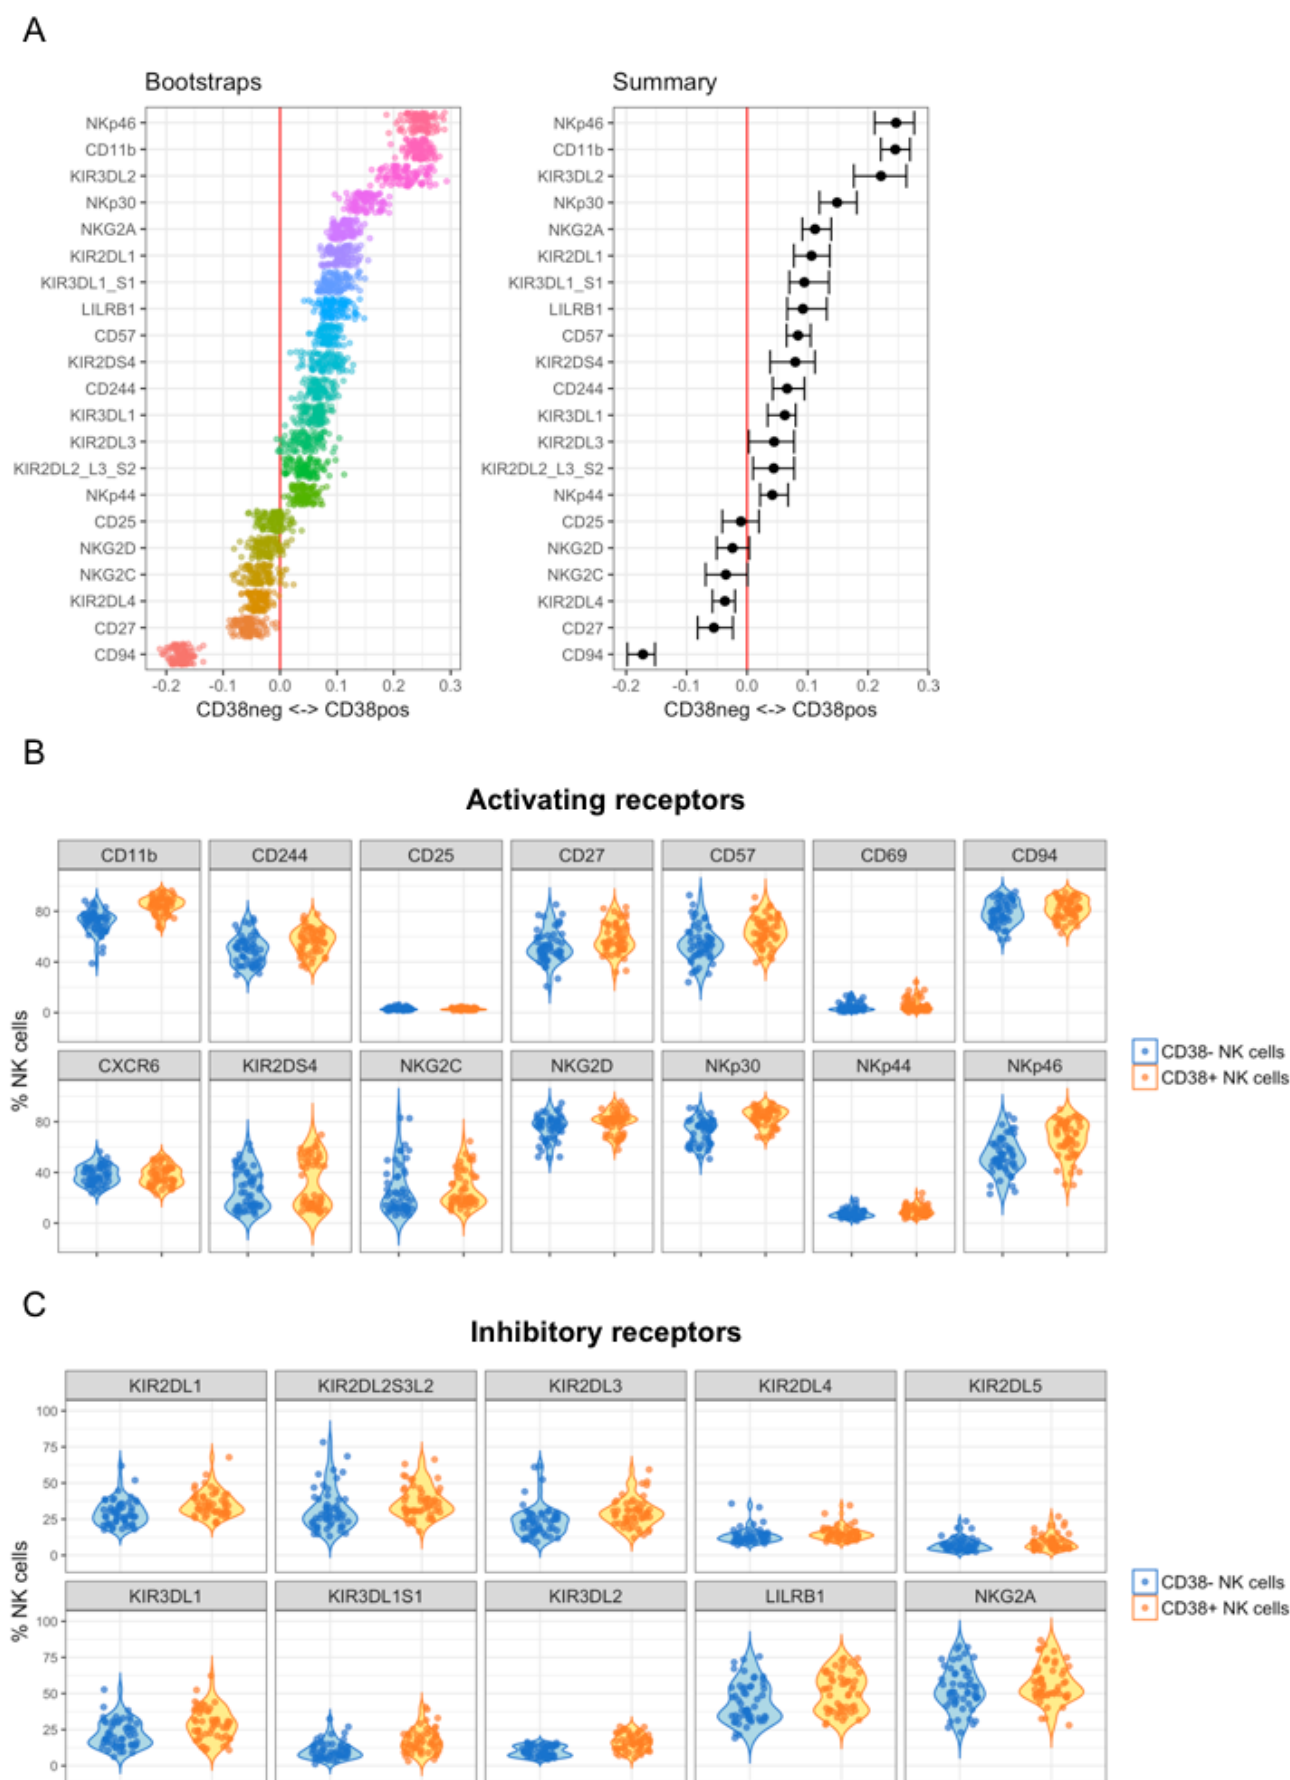 A
Bootstraps
NKp46
CD11b
KIR3DL2
NKp30
NKG2A
KIR2DL1
KIR3DL1_S1
LILRB1
CD57
KIR2DS4
CD244
KIR3DL1
KIR2DL3
KIR2DL2_L3_S2
NKp44
CD25
NKG2D
NKG2C
KIR2DL4
CD27
CD94
-0.2 -0.1 0.0 0.1 0.2 0.3
CD38neg <-> CD38pos
Summary
NKp46
CD11b
KIR3DL2
NKp30
NKG2A
KIR2DL1
KIR3DL1_S1
LILRB1
CD57
KIR2DS4
CD244
KIR3DL1
KIR2DL3
KIR2DL2_L3_S2
NKp44
CD25
NKG2D
NKG2C
KIR2DL4
CD27
CD94
-0.2 -0.1 0.0 0.1 0.2 0.3
CD38neg <-> CD38pos
B
Activating receptors
% NK cells
CD11b CD244 CD25 CD27 CD57 CD69 CD94
80
40
0
CXCR6 KIR2DS4 NKG2C NKG2D NKp30 NKp44 NKp46
80
40
0
CD38- NK cells
CD38+ NK cells
C
Inhibitory receptors
% NK cells
KIR2DL1 KIR2DL2S3L2 KIR2DL3 KIR2DL4 KIR2DL5
100
75
50
25
0
KIR3DL1 KIR3DL1S1 KIR3DL2 LILRB1 NKG2A
100
75
50
25
0
CD38- NK cells
CD38+ NK cells